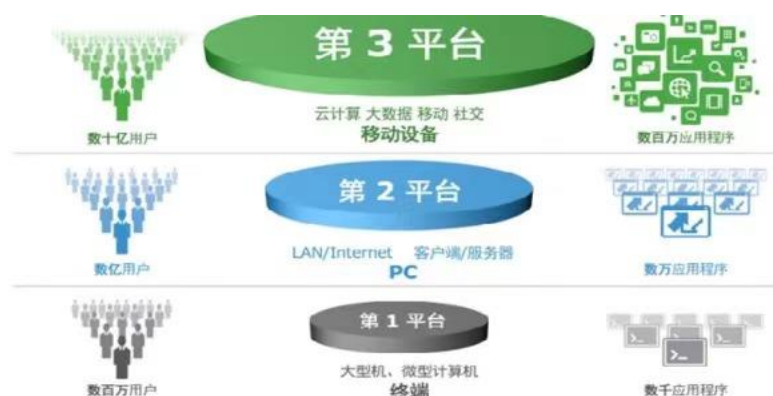 第 3 平台
云计算 大数据 移动 社交
移动设备
数十亿用户
数百万应用程序
第 2 平台
LAN/Internet 客户端/服务器
PC
数亿用户
数万应用程序
第 1 平台
大型机、微型计算机
终端
数百万用户
数千应用程序